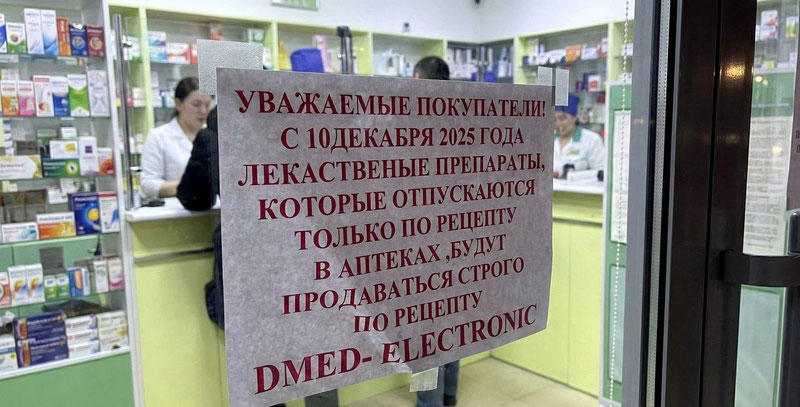 УВАЖАЕМЫЕ ПОКУПАТЕЛИ!
С 10ДЕКАБРЯ 2025 ГОДА
ЛЕКАСТВЕНЫЕ ПРЕПАРАТЫ,
КОТОРЫЕ ОТПУСКАЮТСЯ
ТОЛЬКО ПО РЕЦЕПТУ
В АПТЕКАХ ,БУДУТ
ПРОДАВАТЬСЯ СТРОГО
ПО РЕЦЕПТУ
DMED- ELECTRONIC